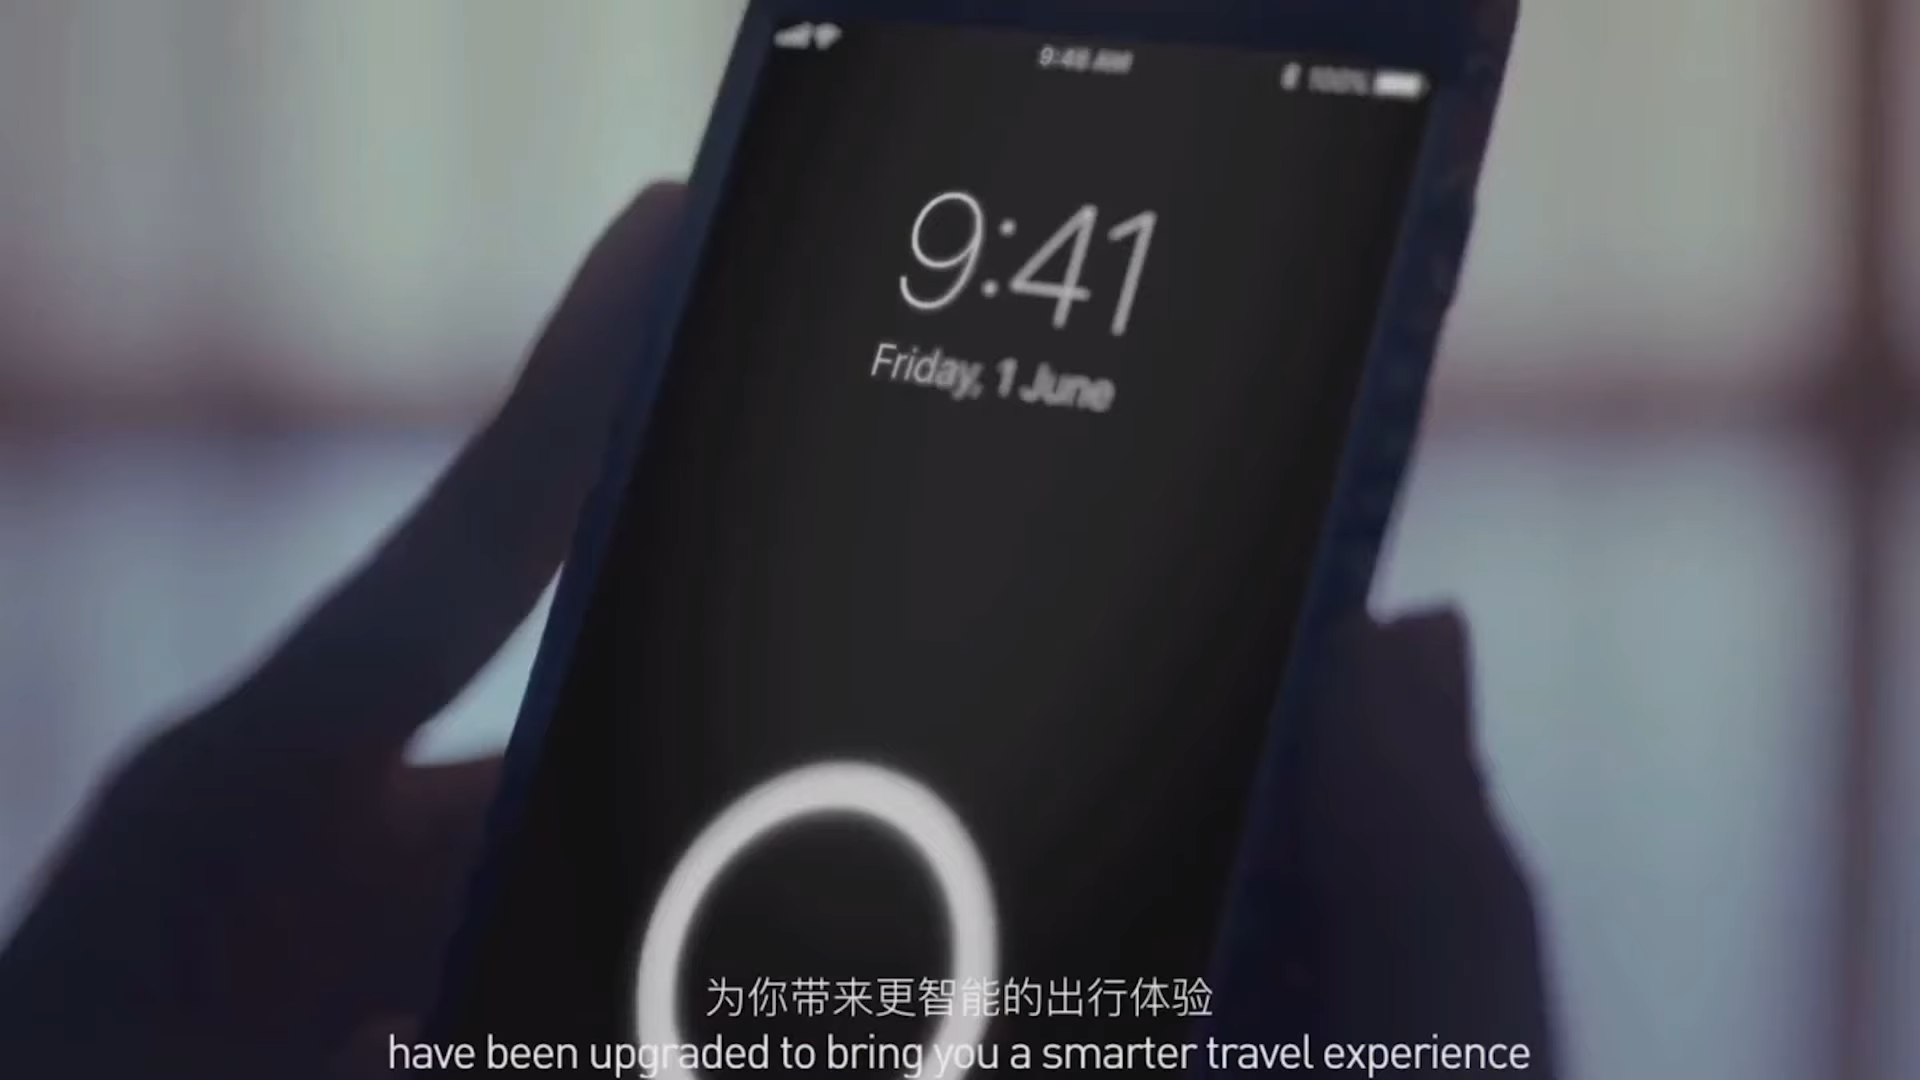 9:41
Friday, 1 June
为你带来更智能的出行体验
have been upgraded to bring you a smarter travel experience